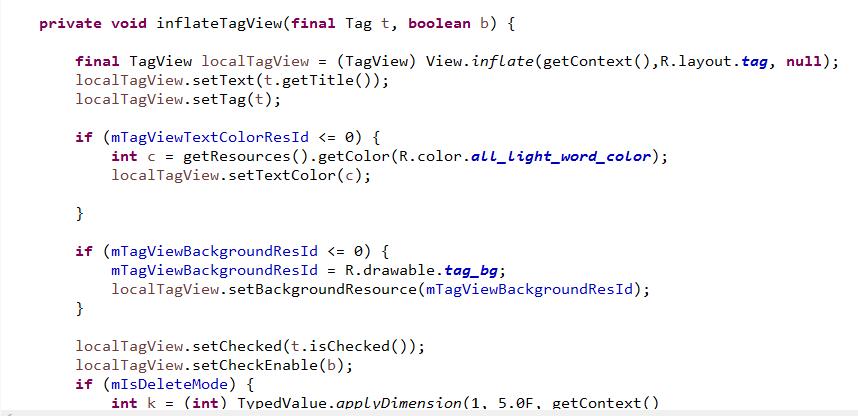 private void inflateTagView(final Tag t, boolean b) {
final TagView localTagView = (TagView) View.inflate(getContext(),R.layout.tag, null);
localTagView.setText(t.getTitle());
localTagView.setTag(t);
if (mTagViewTextColorResId <= 0) {
int c = getResources().getColor(R.color.all_light_word_color);
localTagView.setTextColor(c);
}
if (mTagViewBackgroundResId <= 0) {
mTagViewBackgroundResId = R.drawable.tag_bg;
localTagView.setBackgroundResource(mTagViewBackgroundResId);
}
localTagView.setChecked(t.isChecked());
localTagView.setCheckEnable(b);
if (mIsDeleteMode) {
int k = (int) TypedValue.applyDimension(1, 5.0F, getContext()